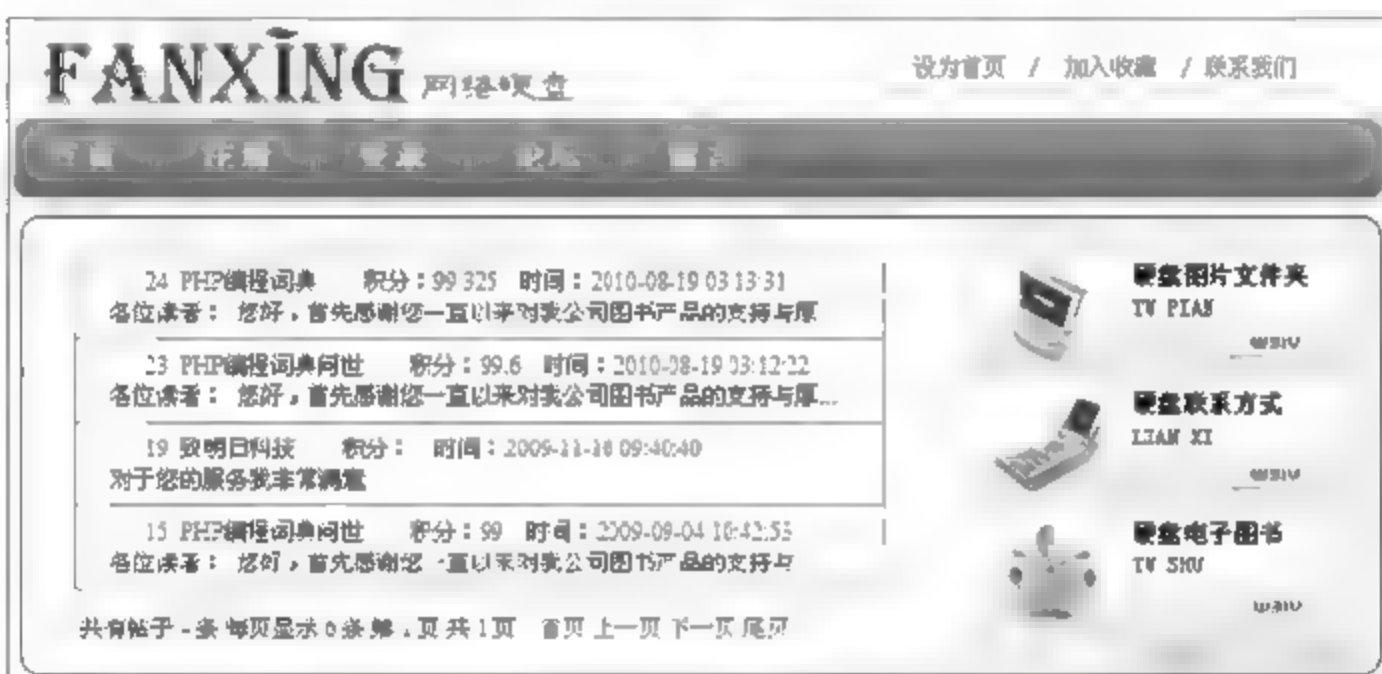 FANXING 网络硬盘
设为首页 / 加入收藏 / 联系我们
24 PHP编程词典 积分：99.325 时间：2010-08-19 03:13:31
各位读者： 您好，首先感谢您一直以来对我公司图书产品的支持与厚
23 PHP编程词典问世 积分：99.6 时间：2010-08-19 03:12:22
各位读者： 您好，首先感谢您一直以来对我公司图书产品的支持与厚...
19 致明日科技 积分： 时间：2009-11-18 09:40:40
对于您的服务我非常满意
15 PHP编程词典问世 积分：99 时间：2009-09-04 10:42:53
各位读者： 您好，首先感谢您一直以来对我公司图书产品的支持与
共有帖子 条 每页显示 条 第 页 共 1 页 首页 上一页 下一页 尾页
硬盘图片文件夹
TU PIAN
硬盘联系方式
LIAN XI
硬盘电子图书
TU SHU